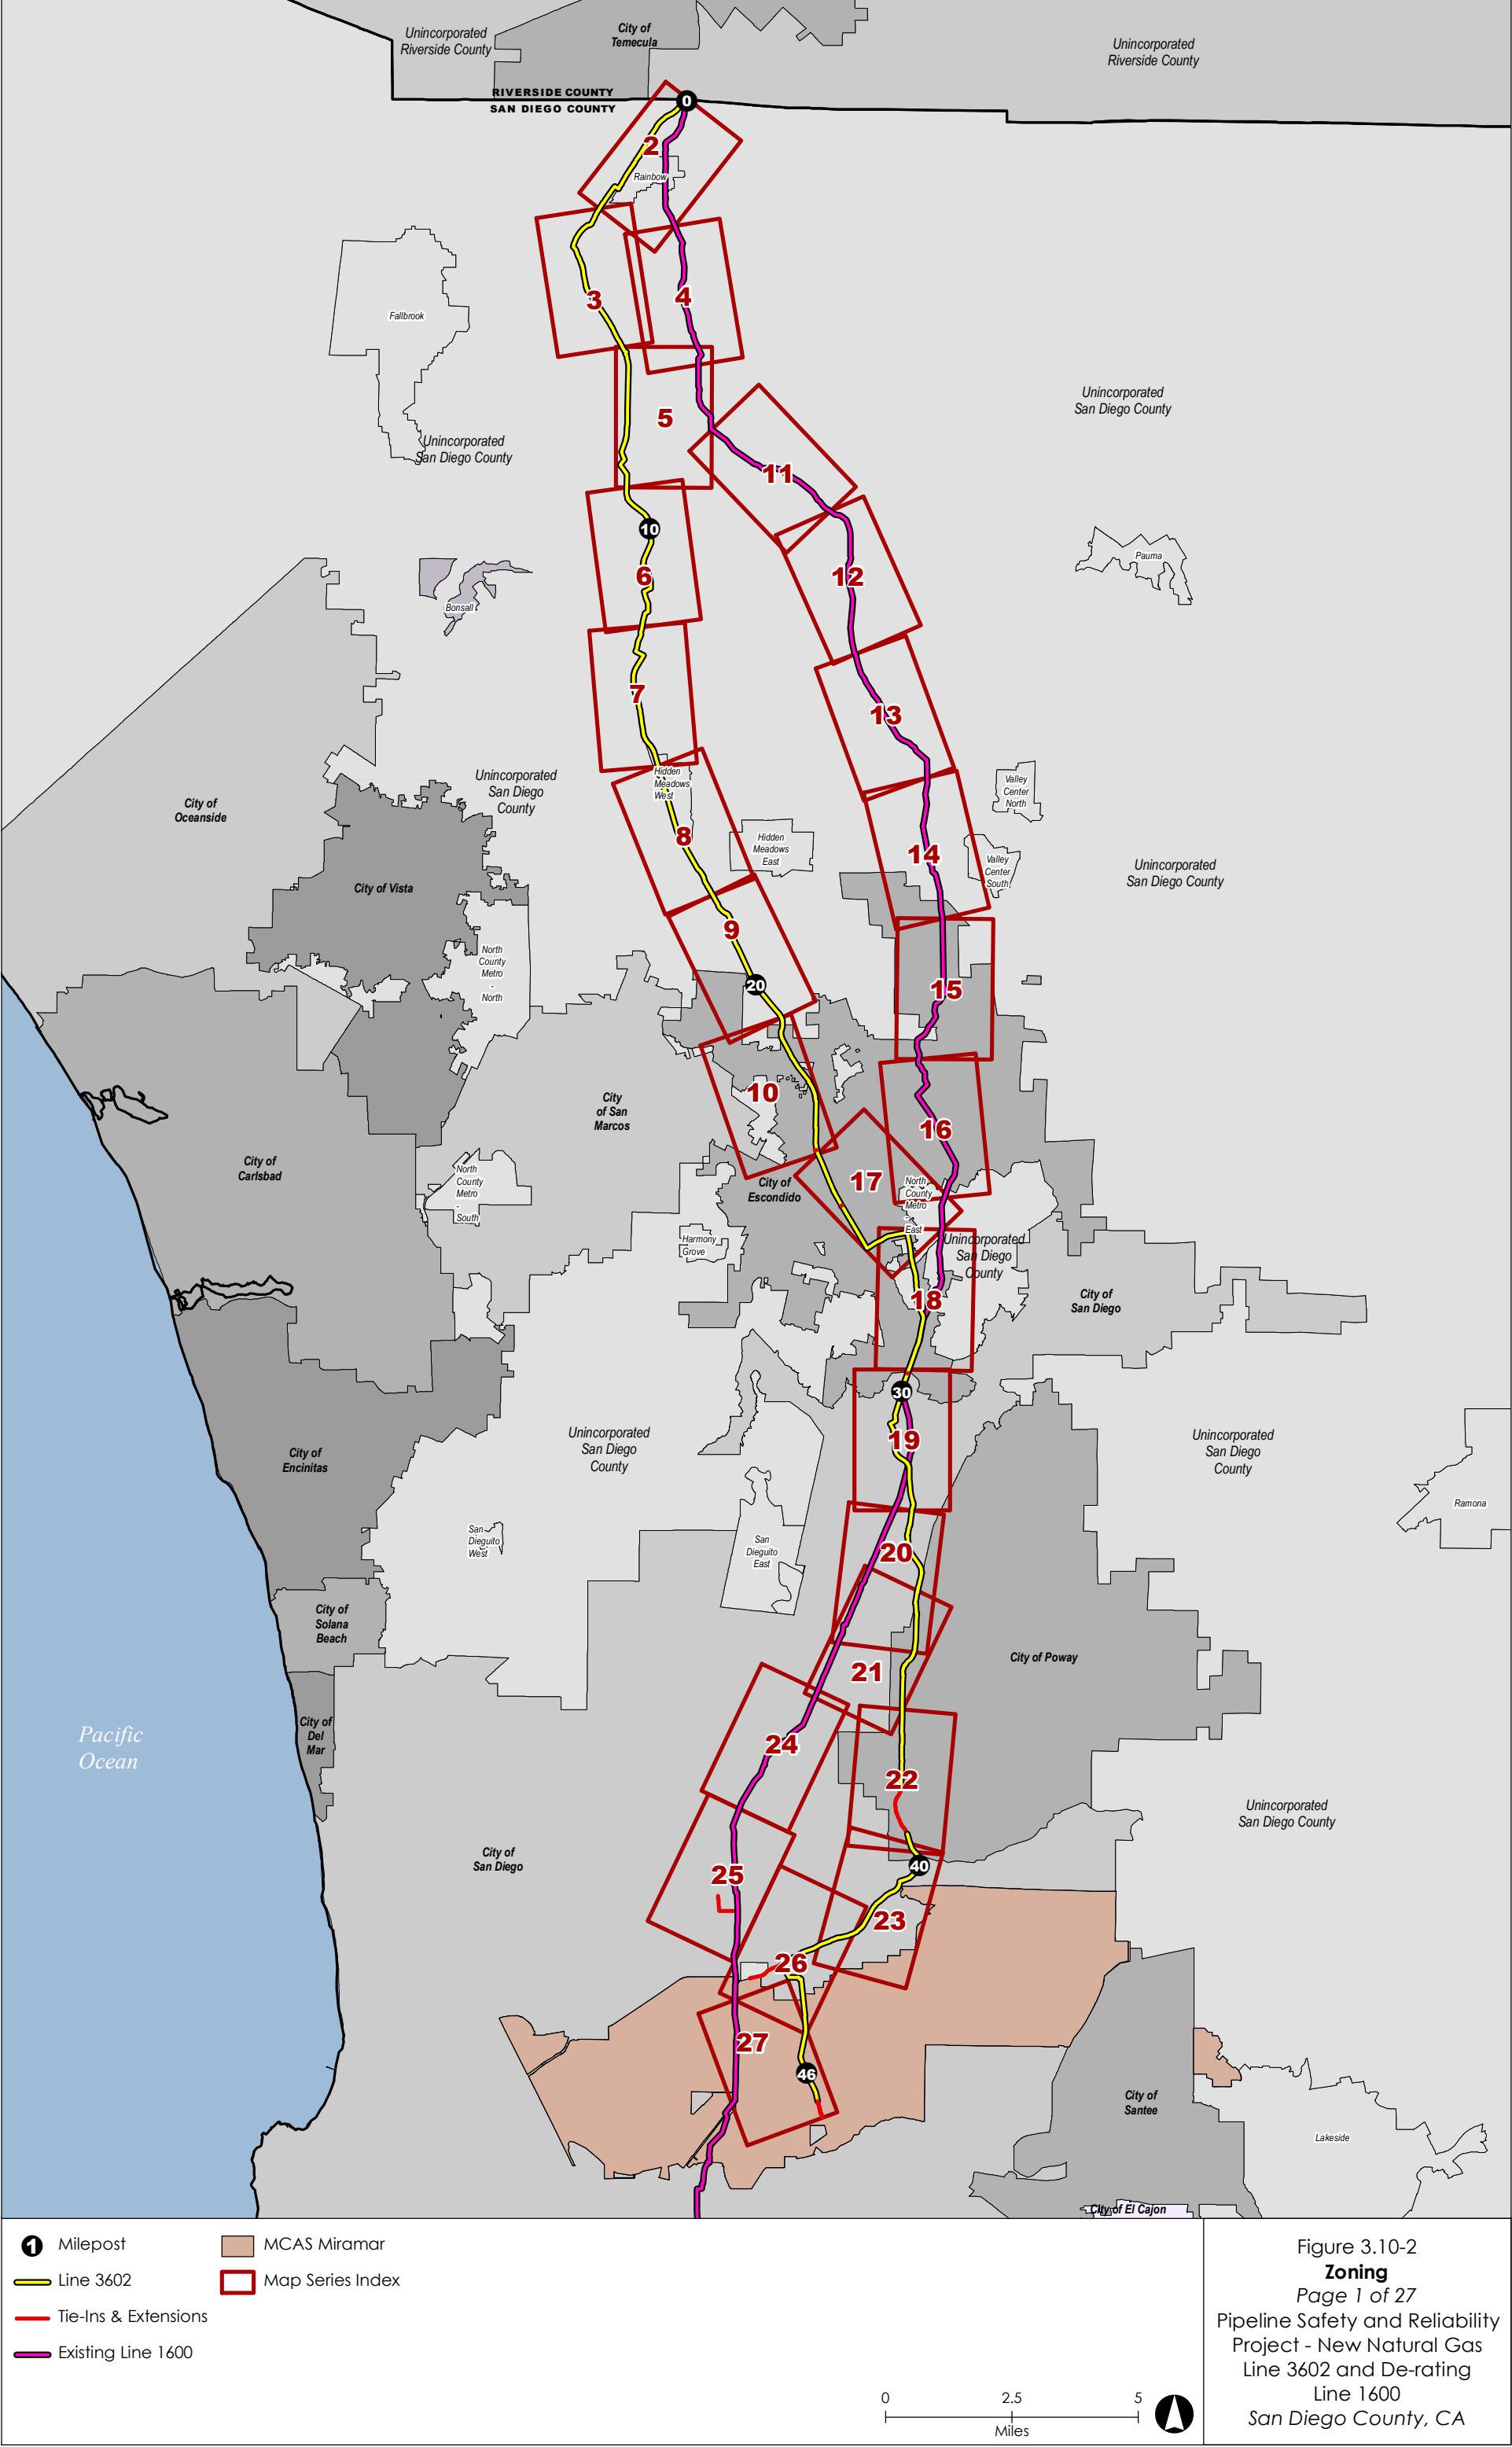 Unincorporated
Riverside County
City of
Temecula
Unincorporated
Riverside County
RIVERSIDE COUNTY
SAN DIEGO COUNTY
0
2
Rainbow
3
4
Fallbrook
5
Unincorporated
San Diego County
Unincorporated
San Diego County
11
10
6
12
Pauma
Bonsall
7
13
Unincorporated
San Diego
County
Hidden
Meadows
West
Valley
Center
North
City of
Oceanside
8
Hidden
Meadows
East
14
Valley
Center
South
Unincorporated
San Diego County
City of Vista
9
North
County
Metro
-
North
20
15
10
City
of San
Marcos
16
City of
Carlsbad
North
County
Metro
-
South
City of
Escondido
17
North
County
Metro
-
East
Harmony
Grove
Unincorporated
San Diego
County
18
City of
San Diego
30
19
City of
Encinitas
Unincorporated
San Diego
County
Unincorporated
San Diego
County
Ramona
San
Dieguito
West
San
Dieguito
East
20
City of
Solana
Beach
21
City of Poway
City of
Del
Mar
Pacific
Ocean
24
22
Unincorporated
San Diego County
City of
San Diego
25
40
23
26
27
46
City of
Santee
Lakeside
City of El Cajon
1 Milepost
Line 3602
Tie-Ins & Extensions
Existing Line 1600
MCAS Miramar
Map Series Index
0 2.5 5
Miles
Figure 3.10-2
Zoning
Page 1 of 27
Pipeline Safety and Reliability
Project - New Natural Gas
Line 3602 and De-rating
Line 1600
San Diego County, CA